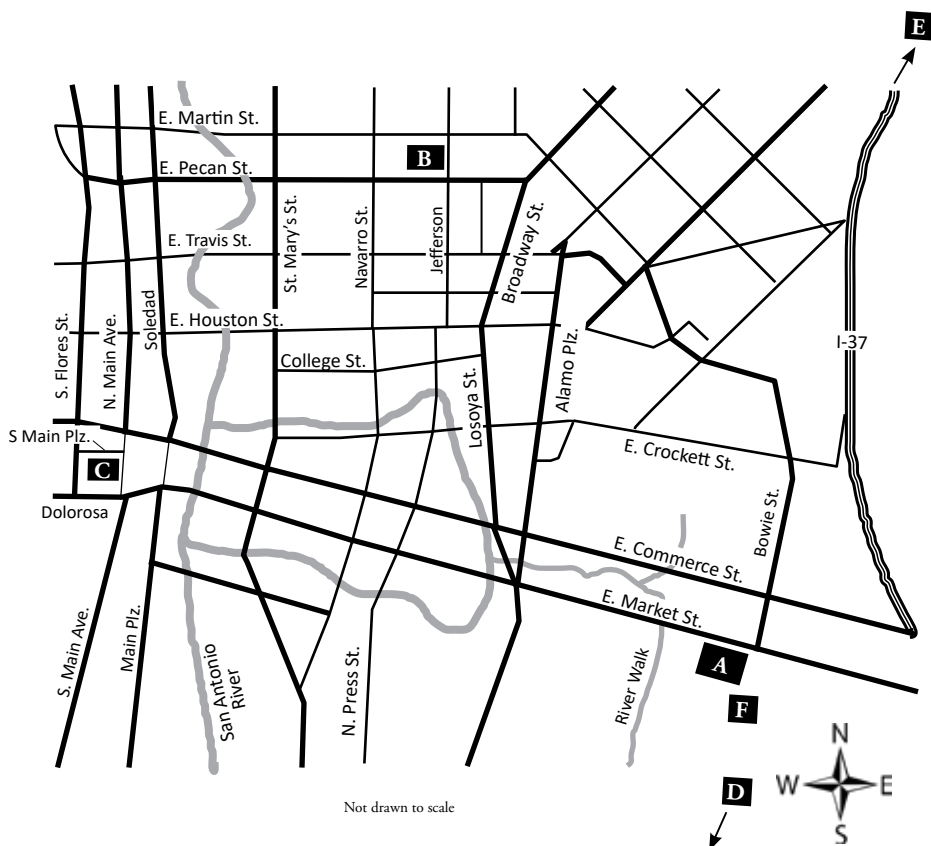 E
E. Martin St.
B
E. Pecan St.
St. Mary's St.
Navarro St.
Jefferson
Broadway St.
E. Travis St.
S. Flores St.
N. Main Ave.
Soledad
E. Houston St.
Alamo Plz.
I-37
College St.
Losoya St.
S Main Plz.
C
E. Crockett St.
Dolorosa
Bowie St.
E. Commerce St.
E. Market St.
S. Main Ave.
Main Plz.
San Antonio
River
N. Press St.
River Walk
A
F
N
W
E
S
D
Not drawn to scale